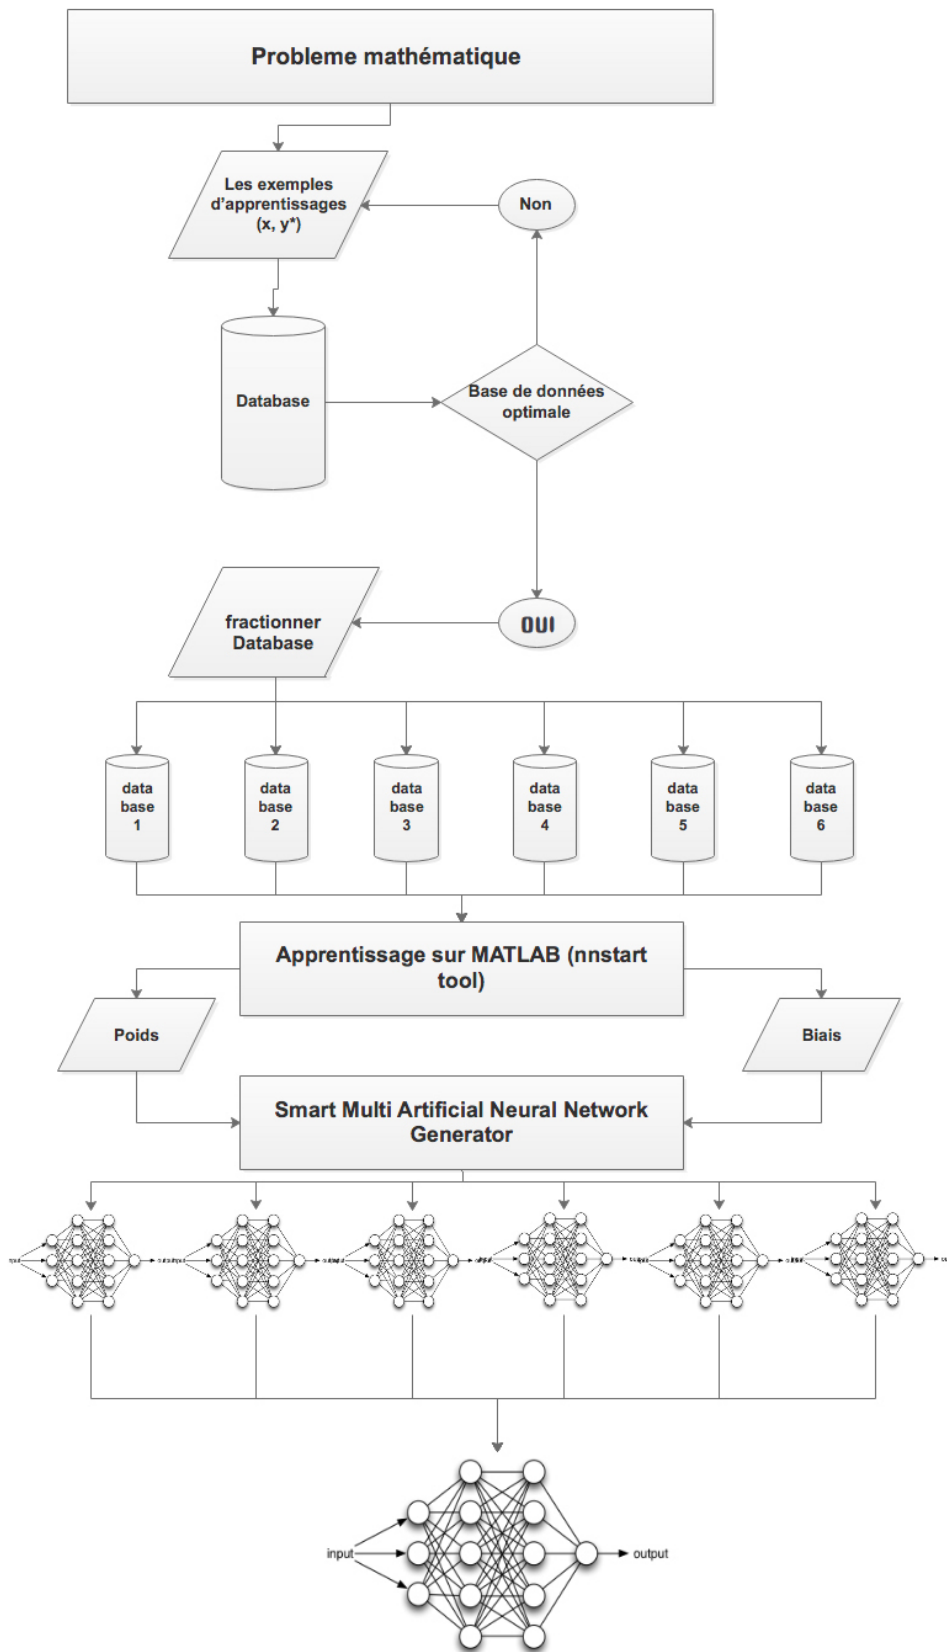 Probleme mathématique
Les exemples
d'apprentissages
(x, y*)
Non
Database
Base de données
optimale
OUI
fractionner
Database
data
base
1
data
base
2
data
base
3
data
base
4
data
base
5
data
base
6
Apprentissage sur MATLAB (nnstart
tool)
Poids
Biais
Smart Multi Artificial Neural Network
Generator
input
output